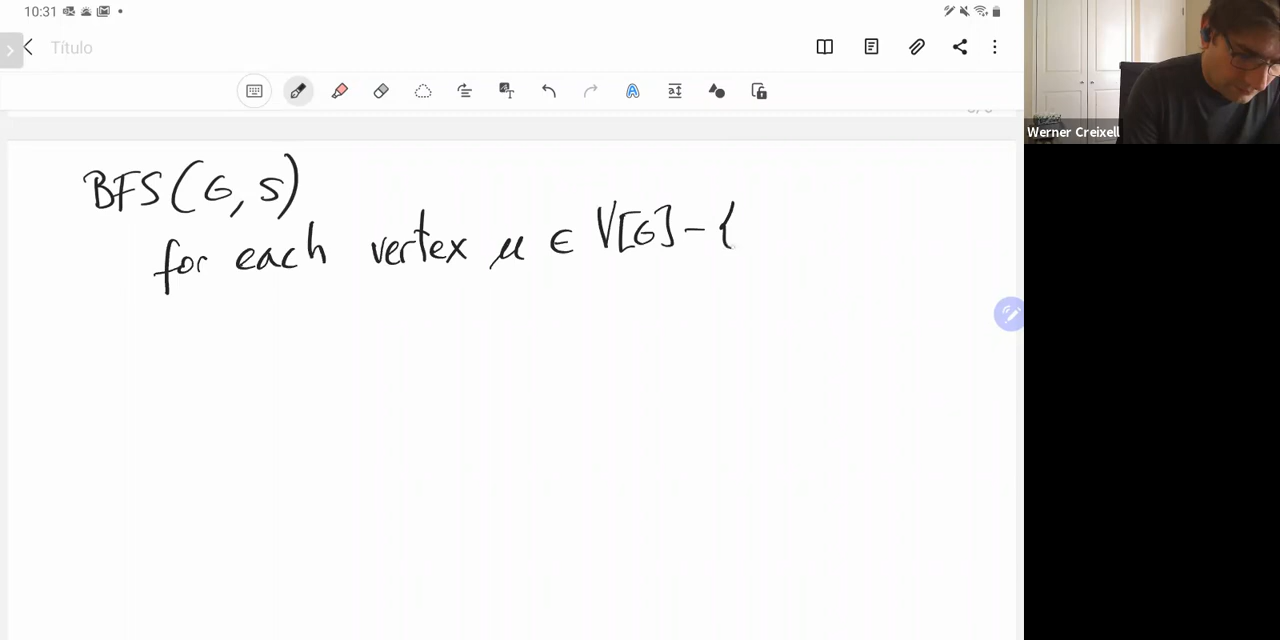 10:31
Título
BFS(G, S)
for each vertex μ ∈ V[G] - {
Werner Creixell